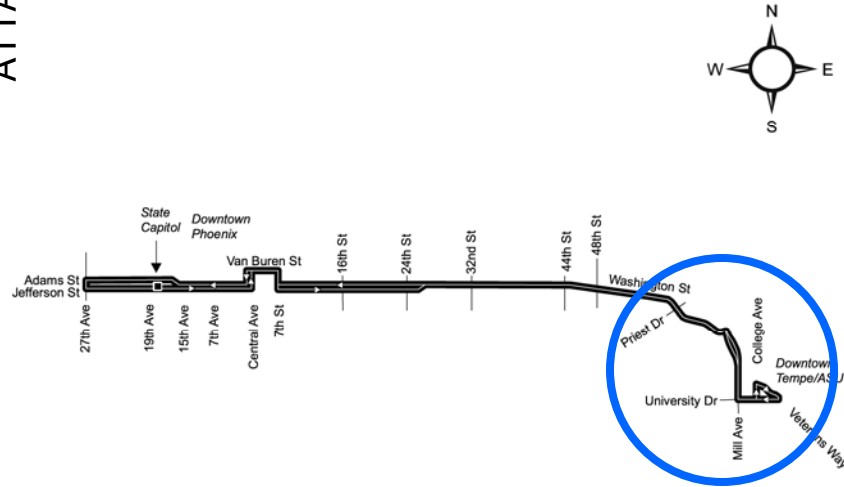 ATTA
N
W
E
S
State
Capitol
Downtown
Phoenix
Van Buren St
16th St
24th St
32nd St
44th St
48th St
Adams St
Jefferson St
Washington St
27th Ave
19th Ave
15th Ave
7th Ave
Central Ave
7th St
Priest Dr
College Ave
Downtown
Tempe/ASU
University Dr
Mill Ave
Veterans Way